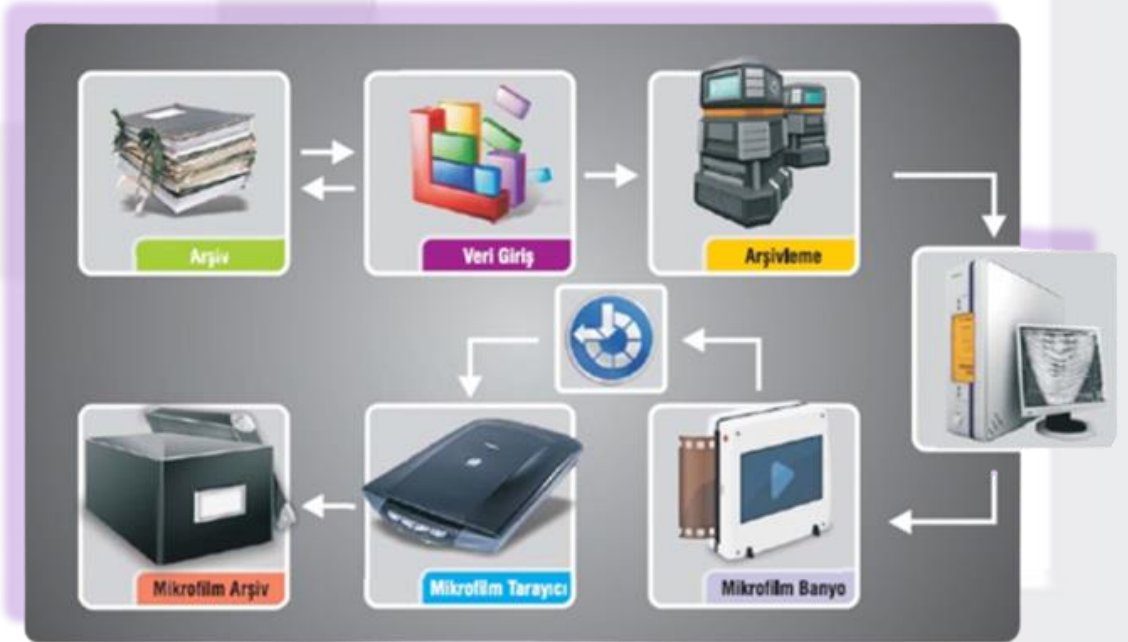 Arşiv
Veri Giriş
Arşivleme
Mikrofilm Arşiv
Mikrofilm Tarayıcı
Mikrofilm Banyo